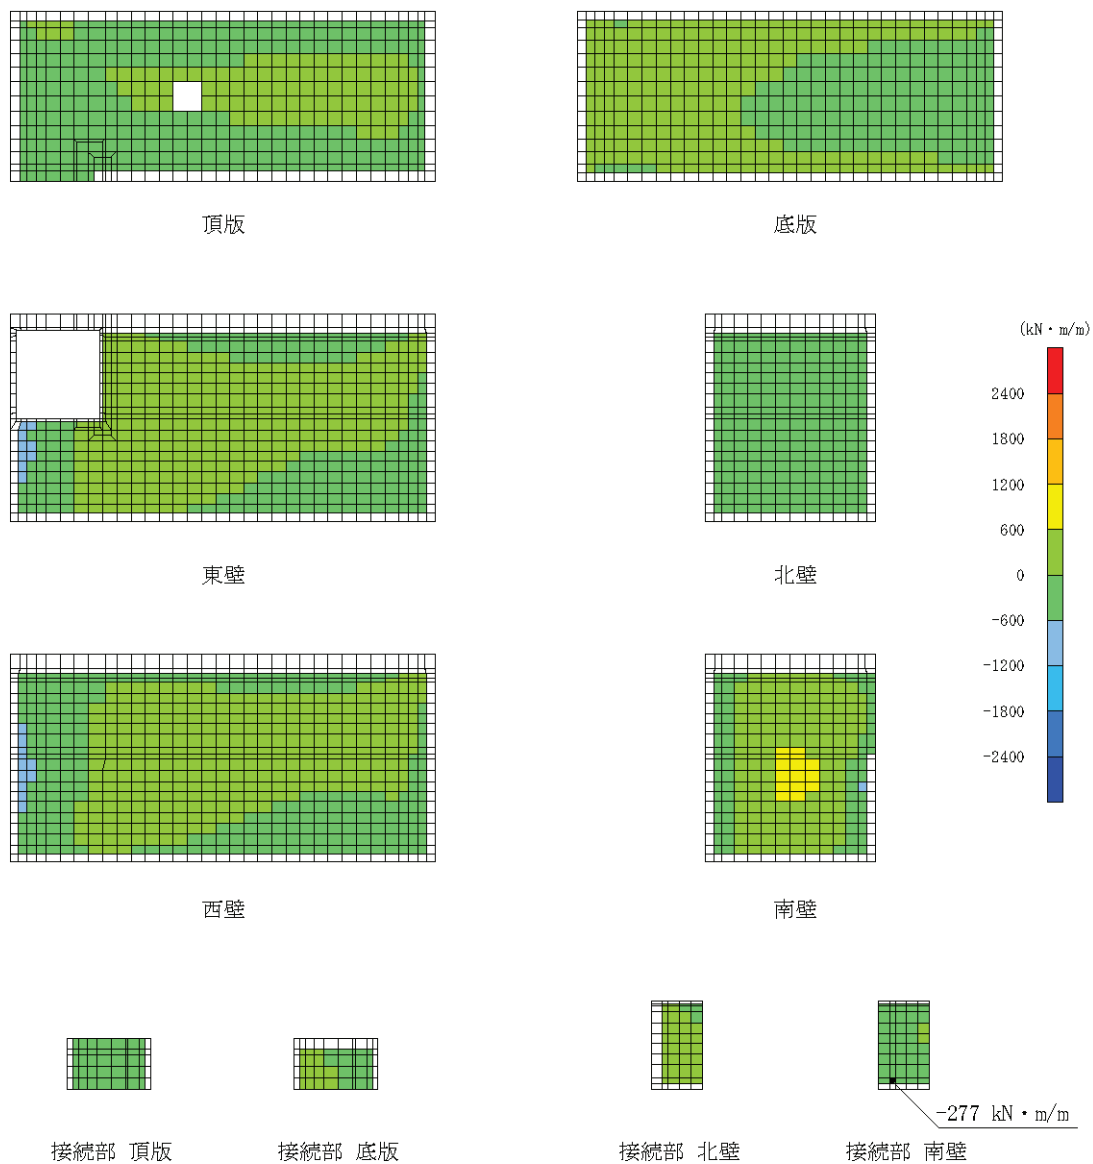 頂版
底版
(kN・m/m)
2400
1800
1200
600
0
-600
-1200
-1800
-2400
東壁
北壁
西壁
南壁
-277 kN・m/m
接続部 頂版
接続部 底版
接続部 北壁
接続部 南壁